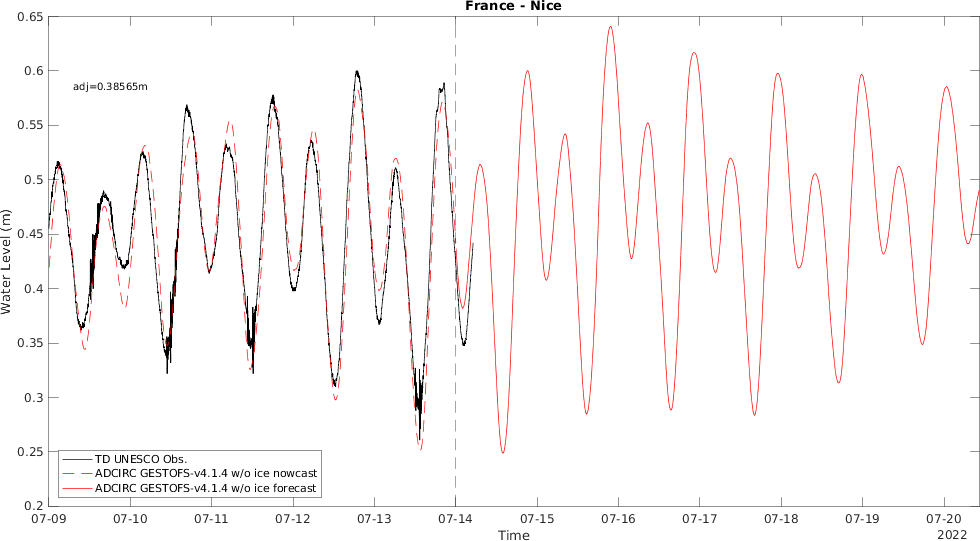 France - Nice
0.65
0.6
adj=0.38565m
0.55
0.5
0.45
0.4
0.35
0.3
0.25
0.2
Water Level (m)
TD UNESCO Obs.
ADCIRC GESTOFS-v4.1.4 w/o ice nowcast
ADCIRC GESTOFS-v4.1.4 w/o ice forecast
07-09 07-10 07-11 07-12 07-13 07-14 07-15 07-16 07-17 07-18 07-19 07-20
Time
2022